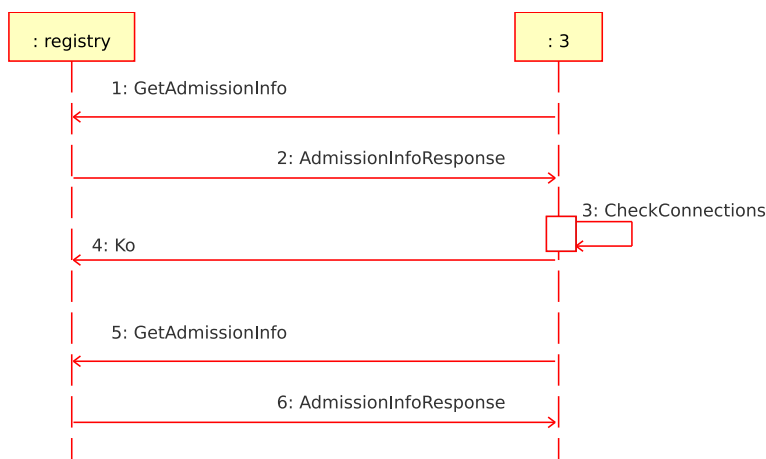 : registry
: 3
1: GetAdmissionInfo
2: AdmissionInfoResponse
3: CheckConnections
4: Ko
5: GetAdmissionInfo
6: AdmissionInfoResponse